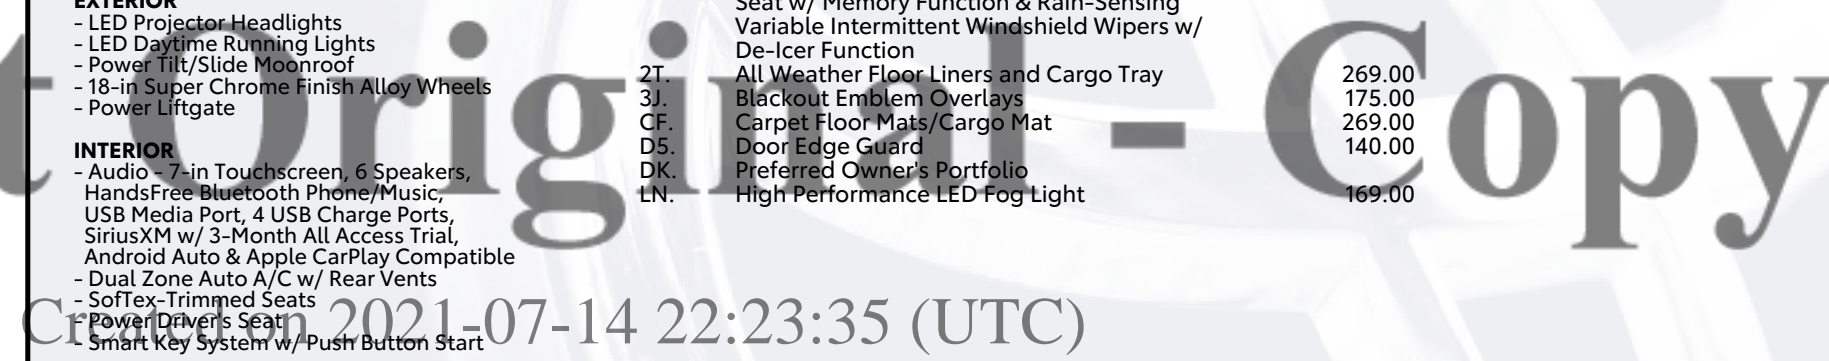 EXTERIOR
- LED Projector Headlights
- LED Daytime Running Lights
- Power Tilt/Slide Moonroof
- 18-in Super Chrome Finish Alloy Wheels
- Power Liftgate
INTERIOR
- Audio - 7-in Touchscreen, 6 Speakers,
HandsFree Bluetooth Phone/Music,
USB Media Port, 4 USB Charge Ports,
SiriusXM w/ 3-Month All Access Trial,
Android Auto & Apple CarPlay Compatible
- Dual Zone Auto A/C w/ Rear Vents
- SofTex-Trimmed Seats
- Power Driver's Seat
- Smart Key System w/ Push Button Start
Seat w/ Memory Function & Rain-Sensing
Variable Intermittent Windshield Wipers w/
De-Icer Function
2T. All Weather Floor Liners and Cargo Tray 269.00
3J. Blackout Emblem Overlays 175.00
CF. Carpet Floor Mats/Cargo Mat 269.00
D5. Door Edge Guard 140.00
DK. Preferred Owner's Portfolio
LN. High Performance LED Fog Light 169.00
t Original - Copy
Created on 2021-07-14 22:23:35 (UTC)